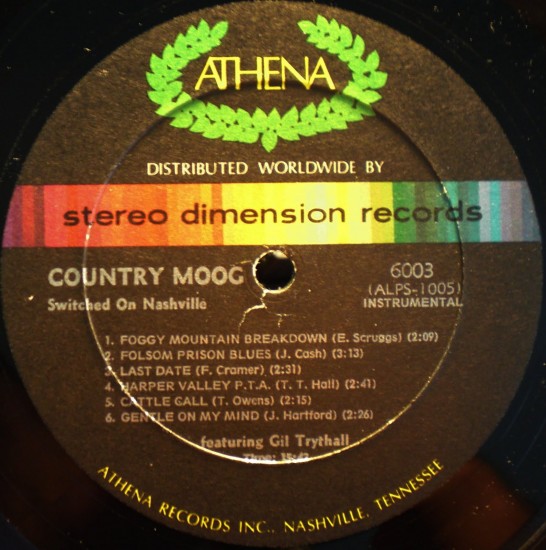 ATHENA
DISTRIBUTED WORLDWIDE BY
stereo dimension records
COUNTRY MOOG
Switched On Nashville
6003
(ALPS-1005)
INSTRUMENTAL
1. FOGGY MOUNTAIN BREAKDOWN (E. Scruggs) (2:09)
2. FOLSOM PRISON BLUES (J. Cash) (3:13)
3. LAST DATE (F. Cramer) (2:31)
4. HARPER VALLEY P.T.A. (T. T. Hall) (2:41)
5. CATTLE CALL (T. Owens) (2:15)
6. GENTLE ON MY MIND (J. Hartford) (2:26)
featuring Gil Trythall
Time:
ATHENA RECORDS INC., NASHVILLE, TENNESSEE